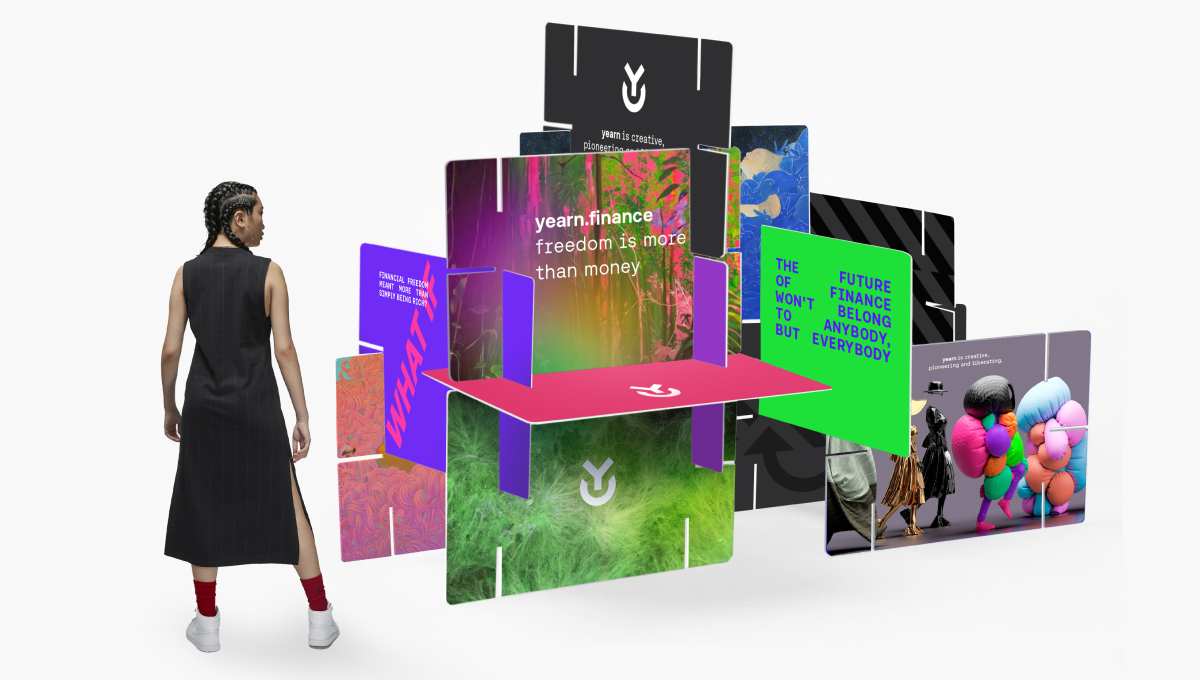 yearn is creative,
pioneering
yearn.finance
freedom is more
than money
FINANCIAL FREEDOM
MEANT MORE THAN
SIMPLY BEING RICH?
WHAT IF
THE FUTURE
OF FINANCE
WON'T BELONG
TO ANYBODY,
BUT EVERYBODY
yearn is creative,
pioneering and liberating.